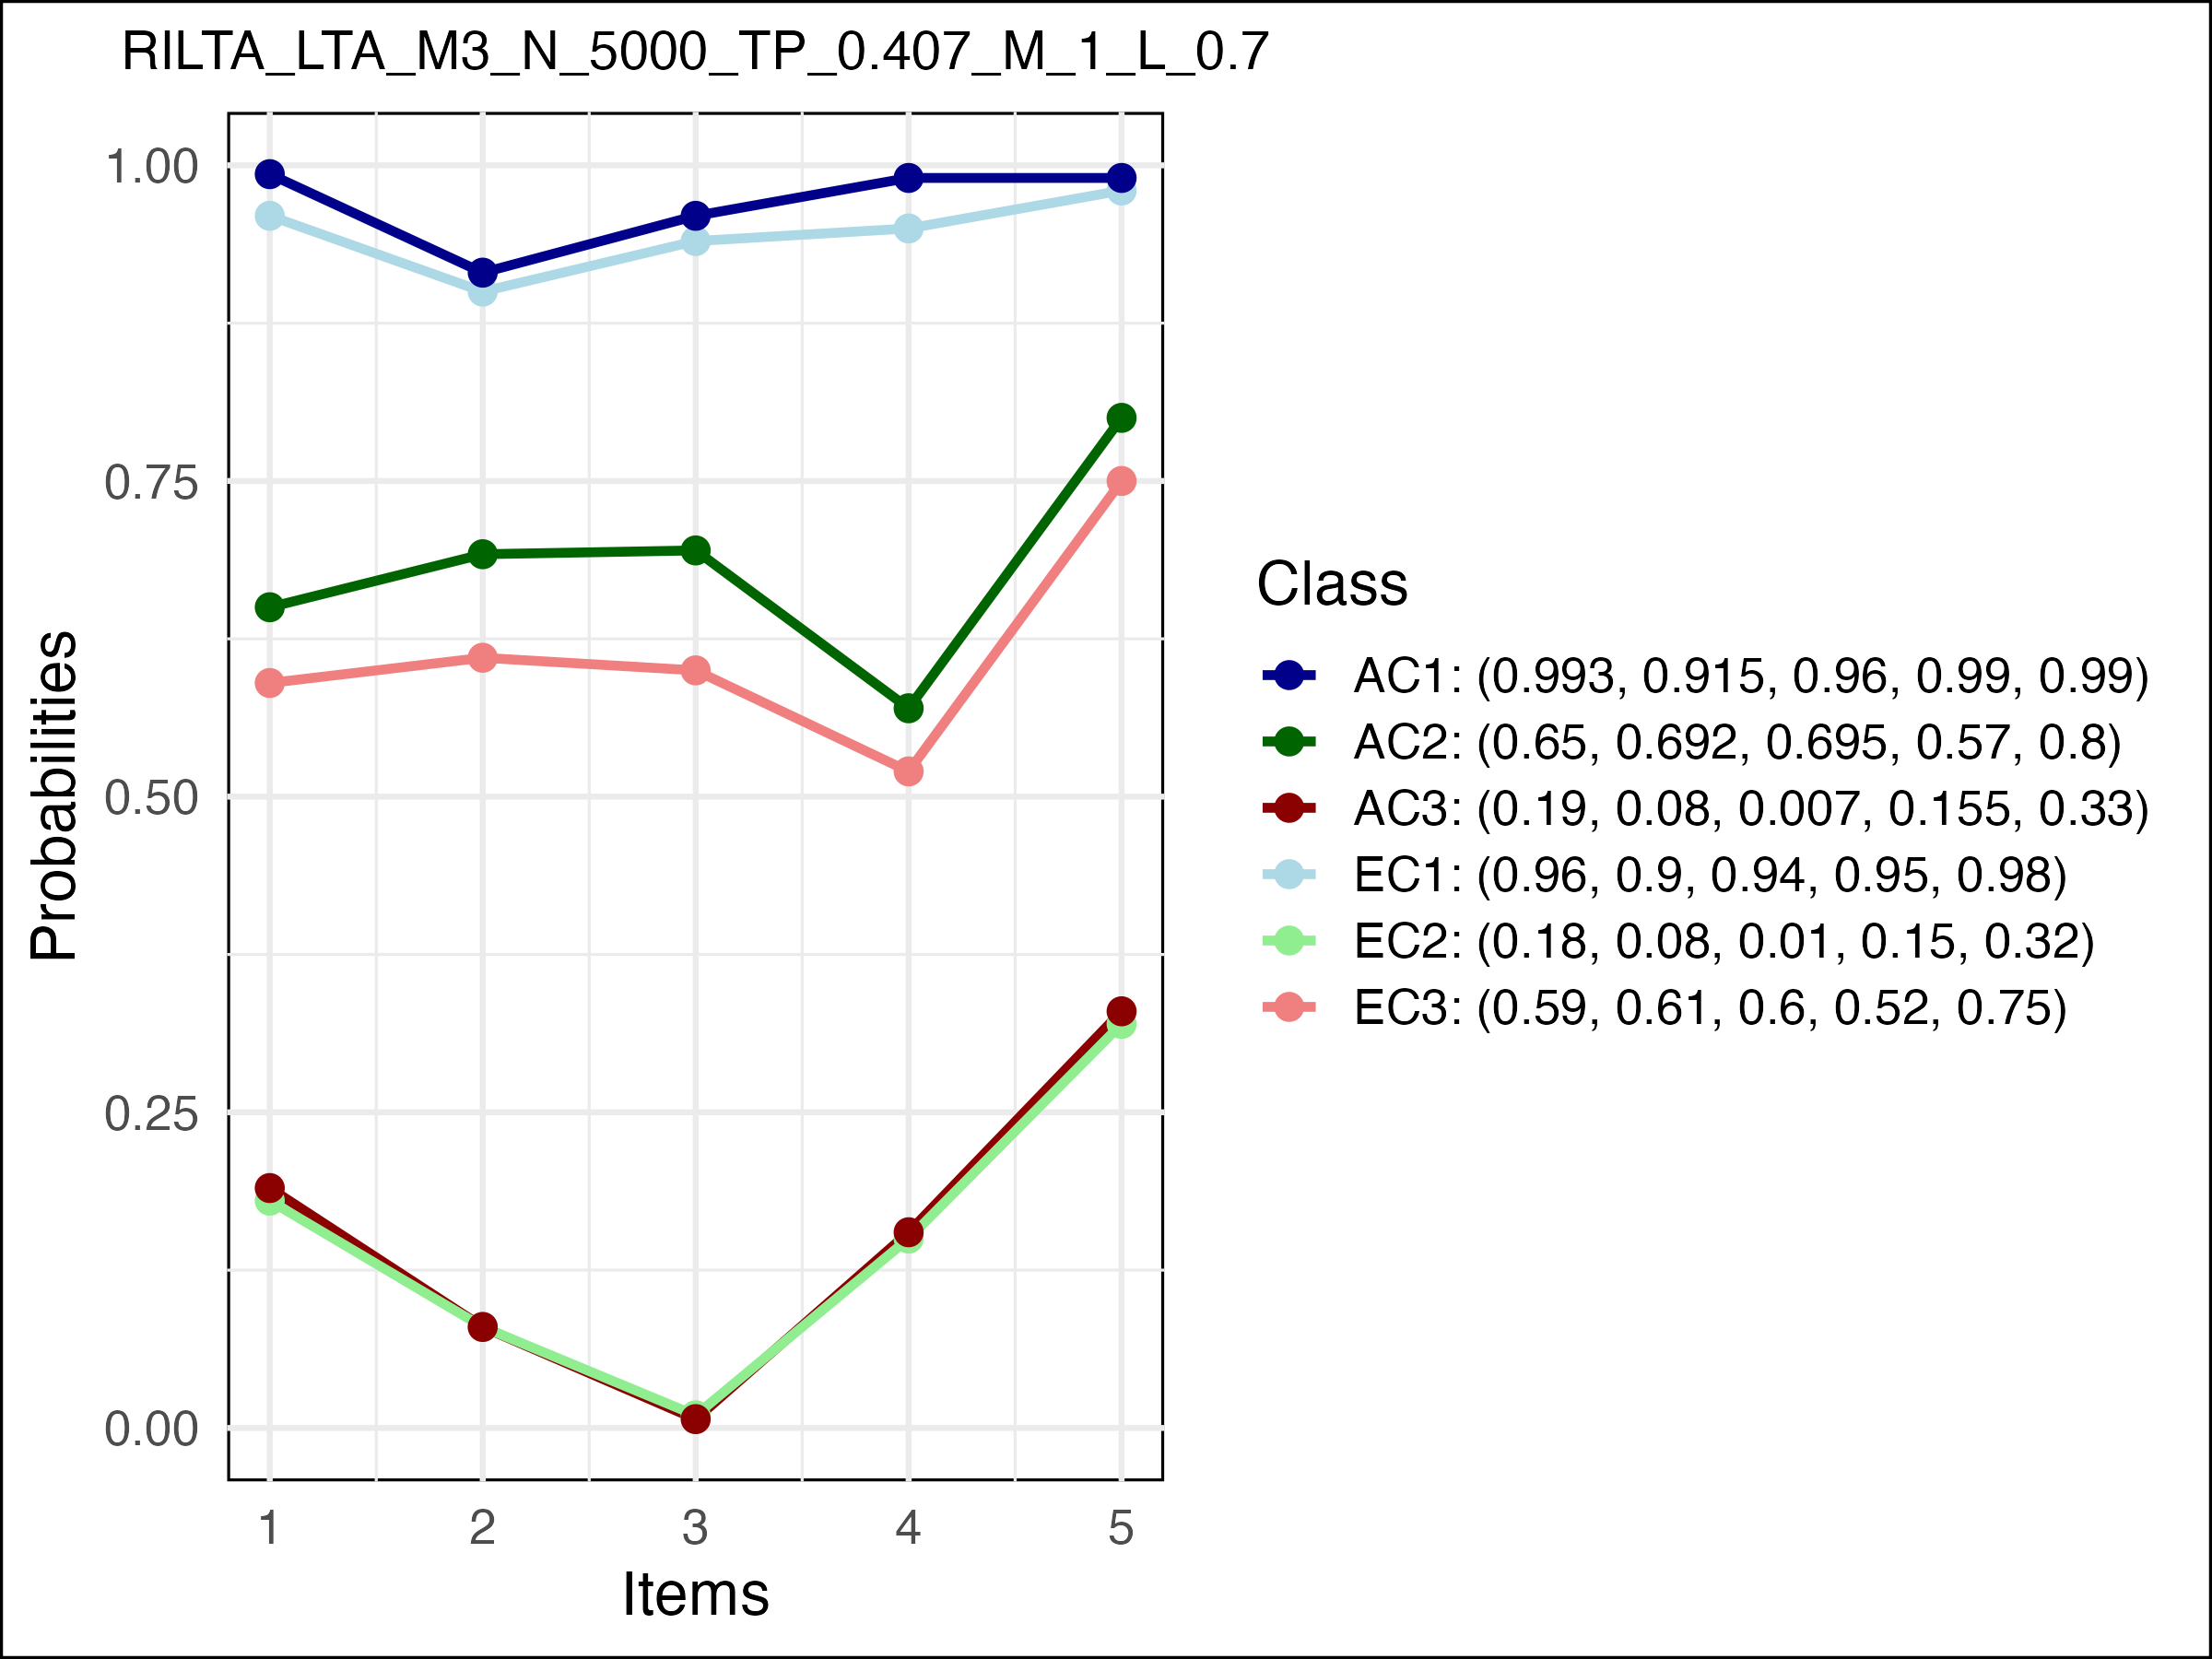 RILTA_LTA_M3_N_5000_TP_0.407_M_1_L_0.7
1.00
0.75
0.50
0.25
0.00
Probabilities
1 2 3 4 5
Items
Class
AC1: (0.993, 0.915, 0.96, 0.99, 0.99)
AC2: (0.65, 0.692, 0.695, 0.57, 0.8)
AC3: (0.19, 0.08, 0.007, 0.155, 0.33)
EC1: (0.96, 0.9, 0.94, 0.95, 0.98)
EC2: (0.18, 0.08, 0.01, 0.15, 0.32)
EC3: (0.59, 0.61, 0.6, 0.52, 0.75)